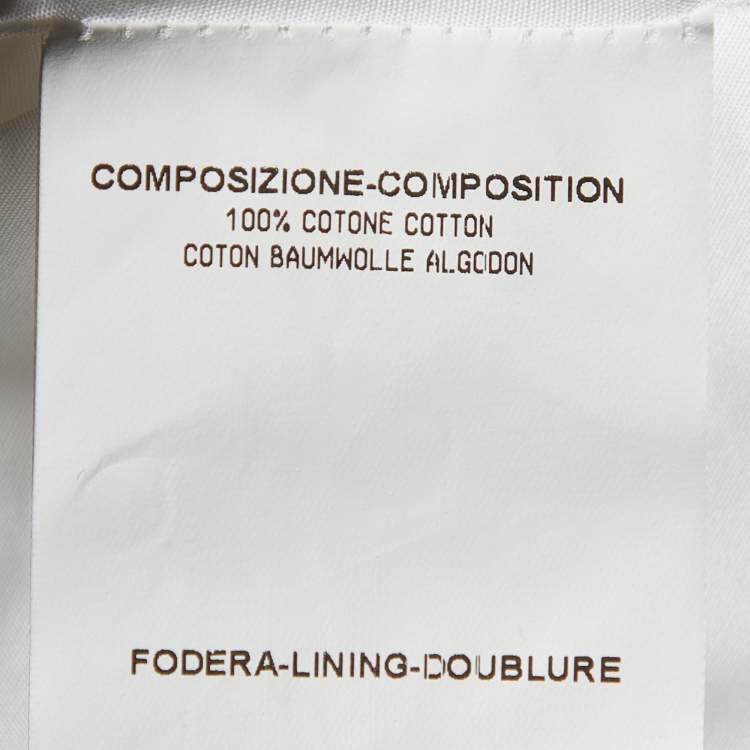 COMPOSIZIONE-COMPOSITION
100% COTONE COTTON
COTON BAUMWOLLE ALGODON
FODERA-LINING-DOUBLURE